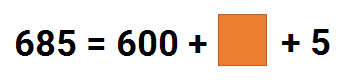 685 = 600 + + 5